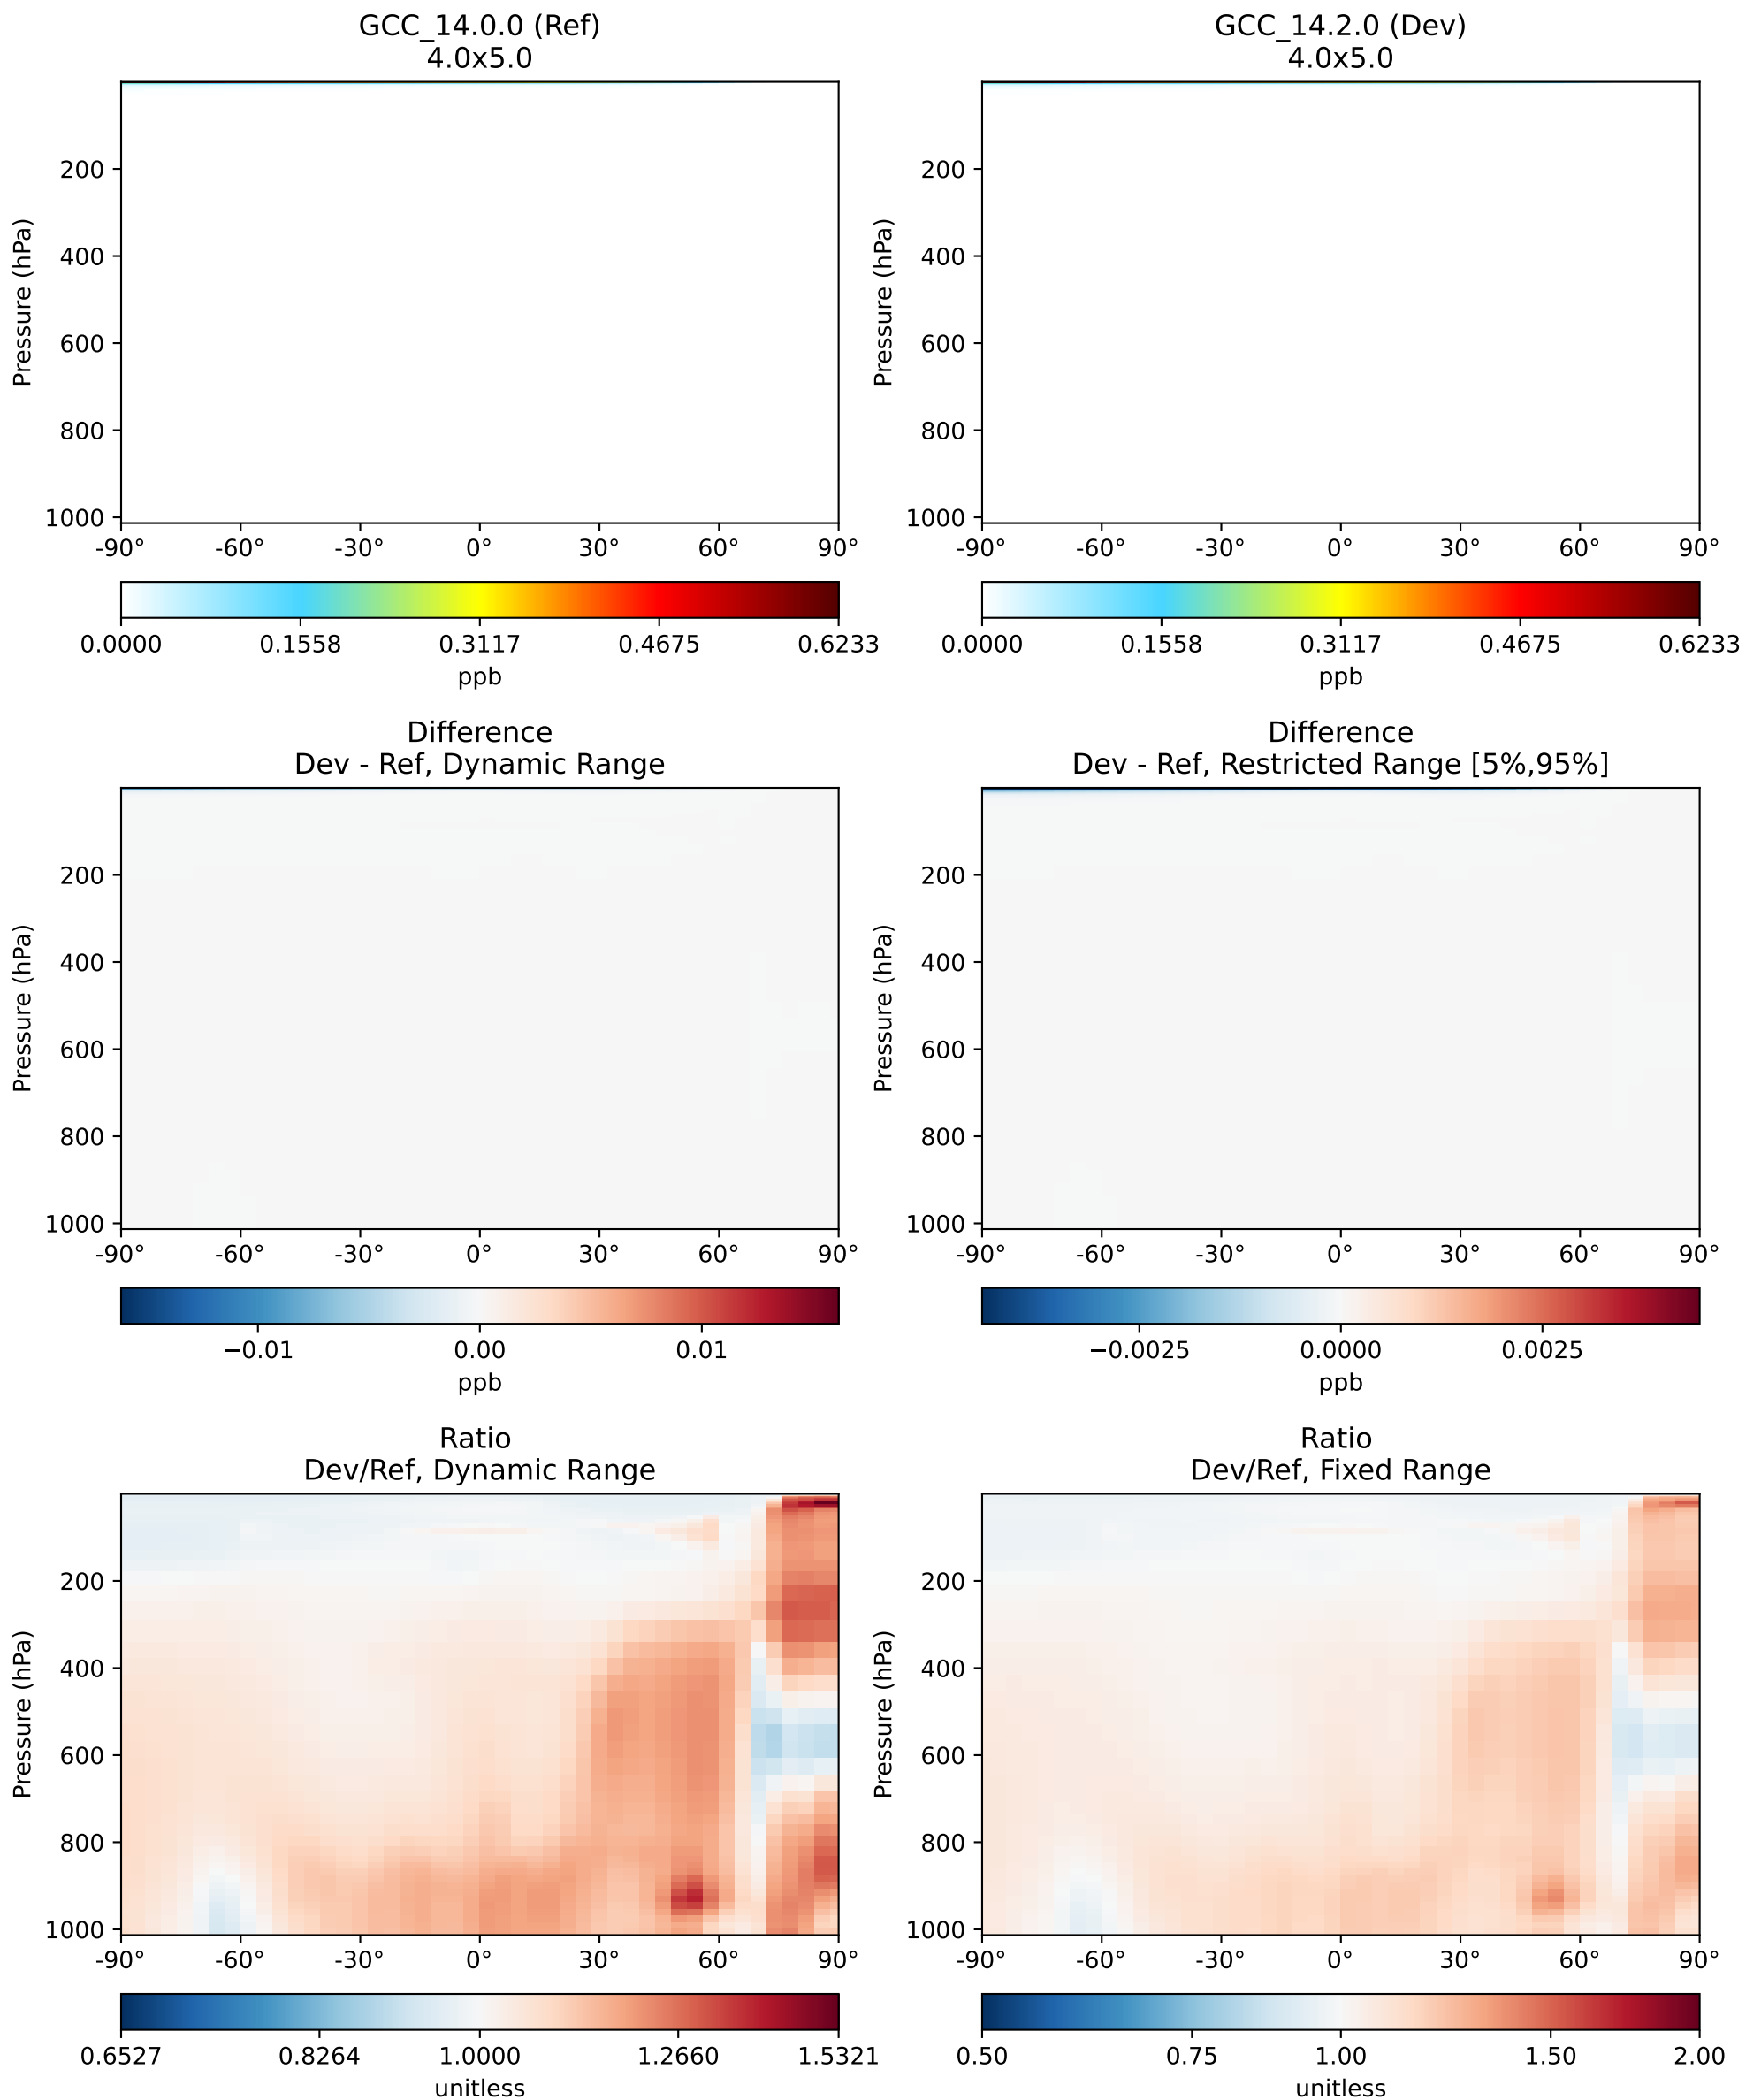 GCC_14.0.0 (Ref)
4.0x5.0
Pressure (hPa)
200
400
600
800
1000
-90° -60° -30° 0° 30° 60° 90°
0.0000 0.1558 0.3117 0.4675 0.6233
ppb
GCC_14.2.0 (Dev)
4.0x5.0
Pressure (hPa)
200
400
600
800
1000
-90° -60° -30° 0° 30° 60° 90°
0.0000 0.1558 0.3117 0.4675 0.6233
ppb
Difference
Dev - Ref, Dynamic Range
Pressure (hPa)
200
400
600
800
1000
-90° -60° -30° 0° 30° 60° 90°
−0.01 0.00 0.01
ppb
Difference
Dev - Ref, Restricted Range [5%,95%]
Pressure (hPa)
200
400
600
800
1000
-90° -60° -30° 0° 30° 60° 90°
−0.0025 0.0000 0.0025
ppb
Ratio
Dev/Ref, Dynamic Range
Pressure (hPa)
200
400
600
800
1000
-90° -60° -30° 0° 30° 60° 90°
0.6527 0.8264 1.0000 1.2660 1.5321
unitless
Ratio
Dev/Ref, Fixed Range
Pressure (hPa)
200
400
600
800
1000
-90° -60° -30° 0° 30° 60° 90°
0.50 0.75 1.00 1.50 2.00
unitless